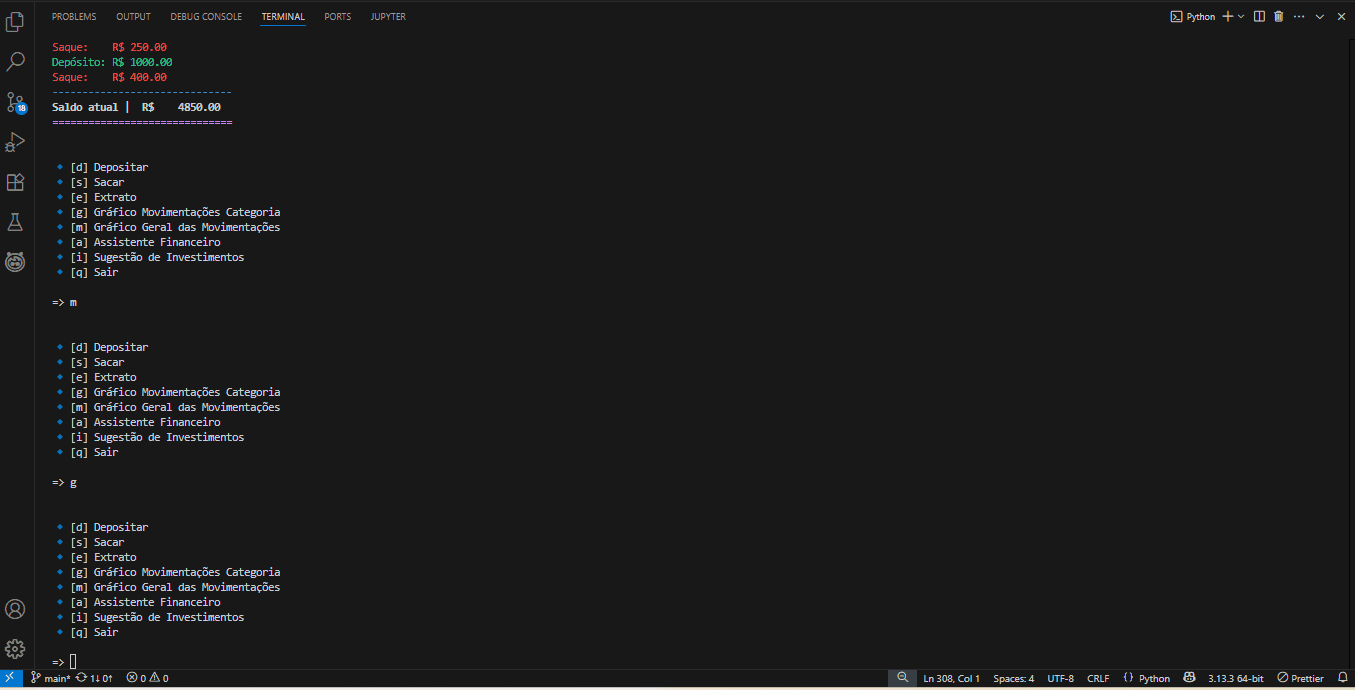 PROBLEMS OUTPUT DEBUG CONSOLE TERMINAL PORTS JUPYTER Python
Saque: R$ 250.00
Depósito: R$ 1000.00
Saque: R$ 400.00
------------------------------
Saldo atual | R$ 4850.00
==============================
[d] Depositar
[s] Sacar
[e] Extrato
[g] Gráfico Movimentações Categoria
[m] Gráfico Geral das Movimentações
[a] Assistente Financeiro
[i] Sugestão de Investimentos
[q] Sair
=> m
[d] Depositar
[s] Sacar
[e] Extrato
[g] Gráfico Movimentações Categoria
[m] Gráfico Geral das Movimentações
[a] Assistente Financeiro
[i] Sugestão de Investimentos
[q] Sair
=> g
[d] Depositar
[s] Sacar
[e] Extrato
[g] Gráfico Movimentações Categoria
[m] Gráfico Geral das Movimentações
[a] Assistente Financeiro
[i] Sugestão de Investimentos
[q] Sair
=>
18
main* 1↓ 0↑ 0 0 Ln 308, Col 1 Spaces: 4 UTF-8 CRLF {} Python 3.13.3 64-bit Prettier